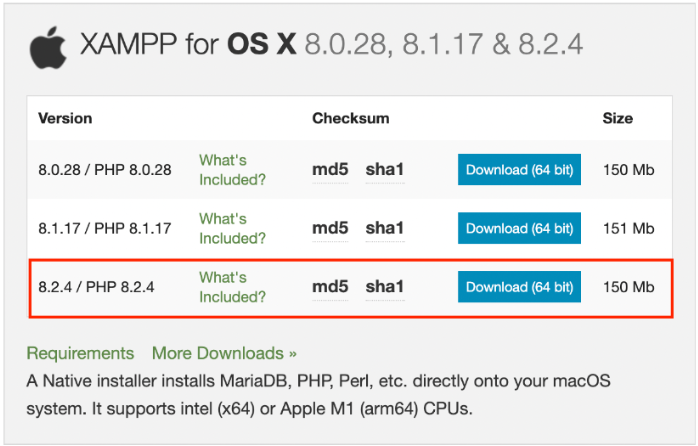 XAMPP for OS X 8.0.28, 8.1.17 & 8.2.4
Version Checksum Size
8.0.28 / PHP 8.0.28 What's Included? md5 sha1 Download (64 bit) 150 Mb
8.1.17 / PHP 8.1.17 What's Included? md5 sha1 Download (64 bit) 151 Mb
8.2.4 / PHP 8.2.4 What's Included? md5 sha1 Download (64 bit) 150 Mb
Requirements More Downloads »
A Native installer installs MariaDB, PHP, Perl, etc. directly onto your macOS
system. It supports intel (x64) or Apple M1 (arm64) CPUs.